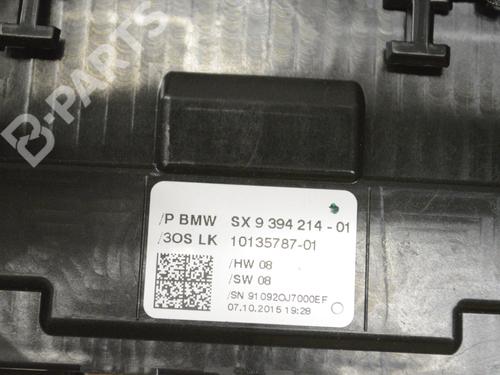 B-PARTS
/P BMW SX 9 394 214 - 01
/3OS LK 10135787-01
/HW 08
/SW 08
/SN 91092OJ7000EF
07.10.2015 19:28